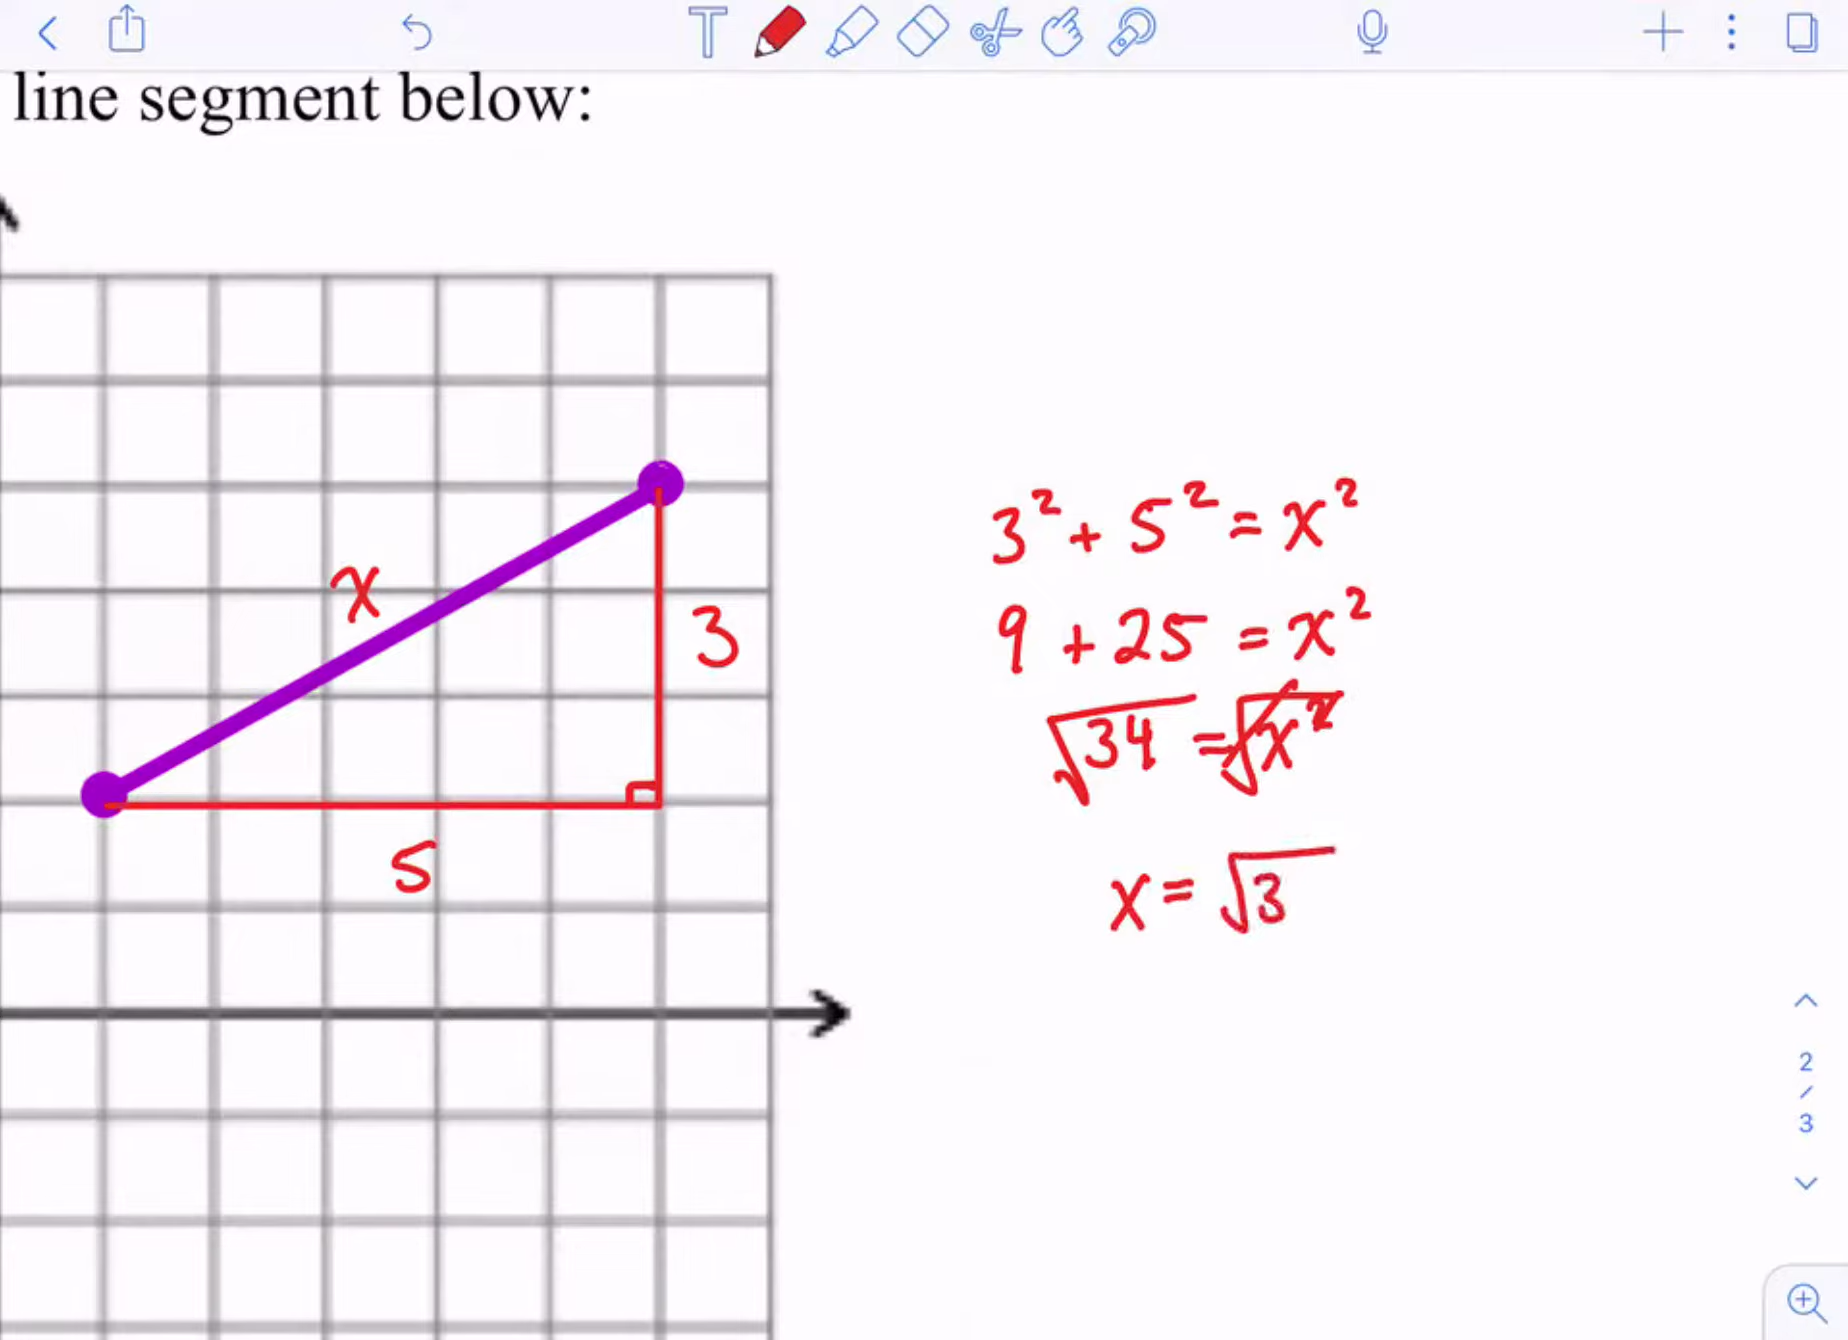 line segment below:
x
3
5
3² + 5² = x²
9 + 25 = x²
√34 = √x²
x = √3
2
/
3